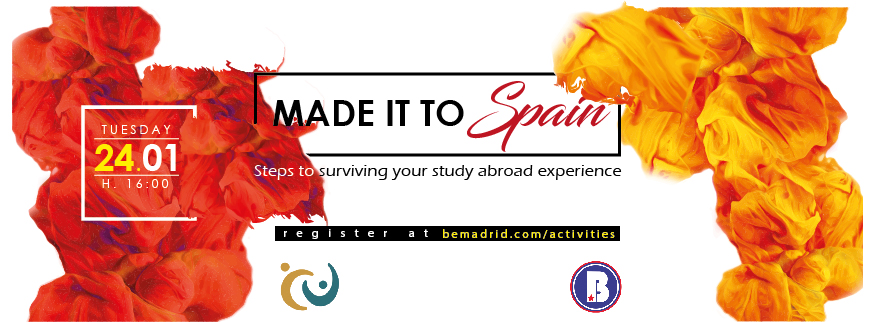 TUESDAY
24.01
H. 16:00
MADE IT TO Spain
Steps to surviving your study abroad experience
register at bemadrid.com/activities
B